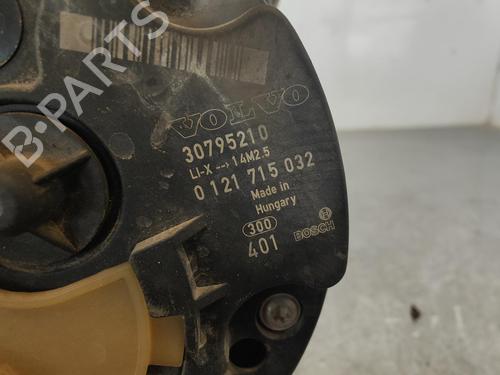 VOLVO
30795210
LI-X --> 14M2.5
0 121 715 032
Made in
Hungary
300
401
BOSCH
B-PARTS